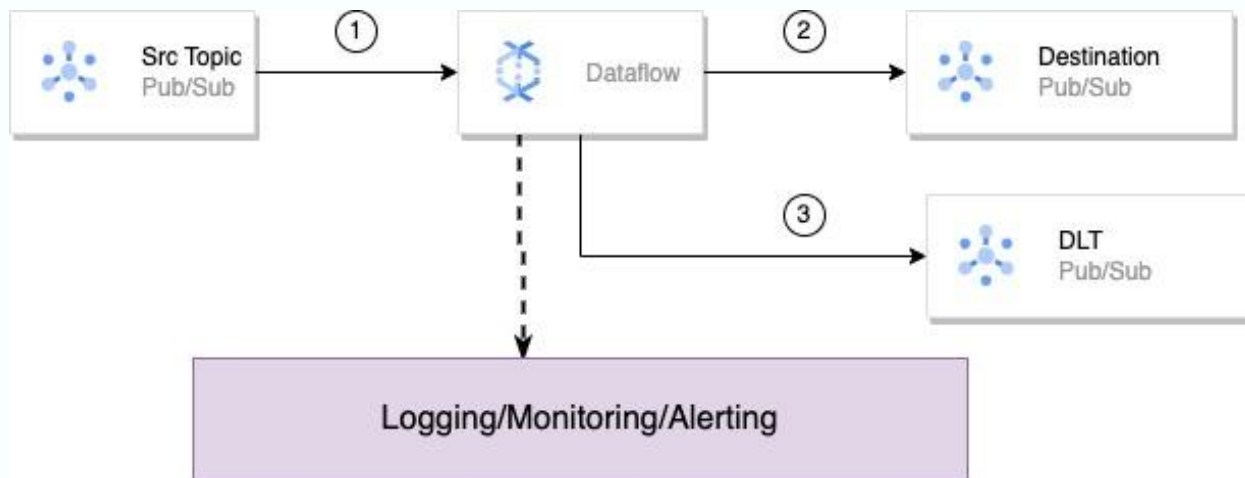 1
2
Src Topic
Pub/Sub
Dataflow
Destination
Pub/Sub
3
DLT
Pub/Sub
Logging/Monitoring/Alerting